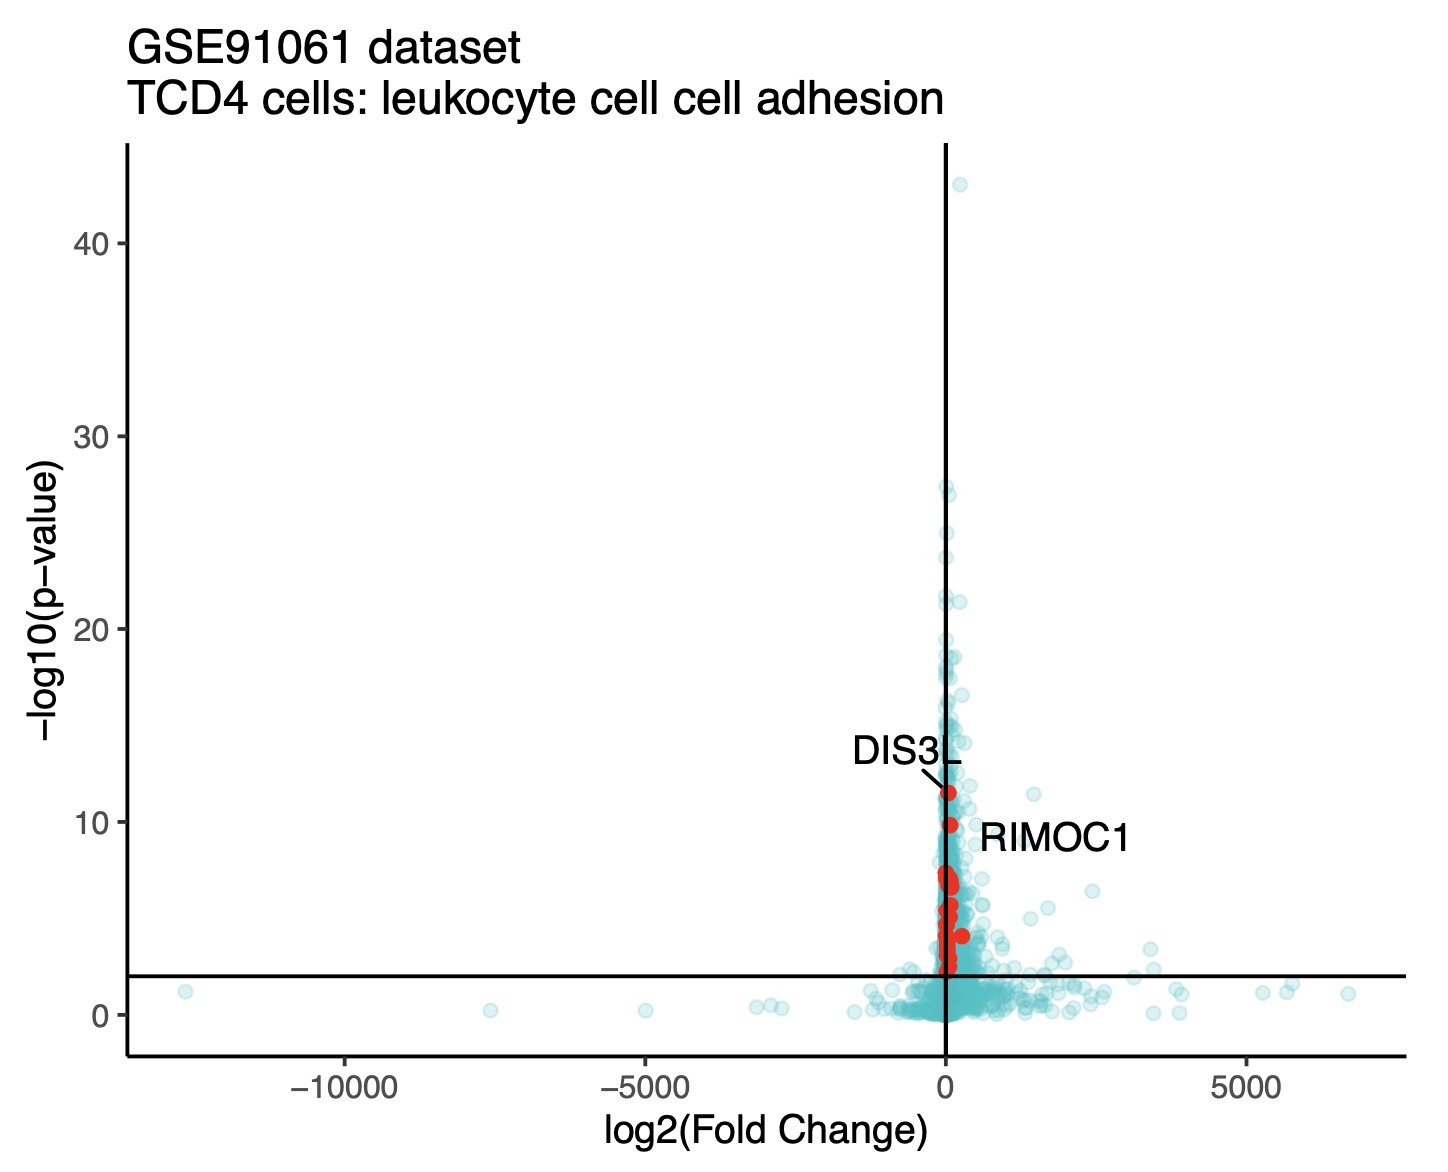 GSE91061 dataset
TCD4 cells: leukocyte cell cell adhesion
−log10(p−value)
40
30
20
10
0
DIS3L
RIMOC1
−10000
−5000
0
5000
log2(Fold Change)